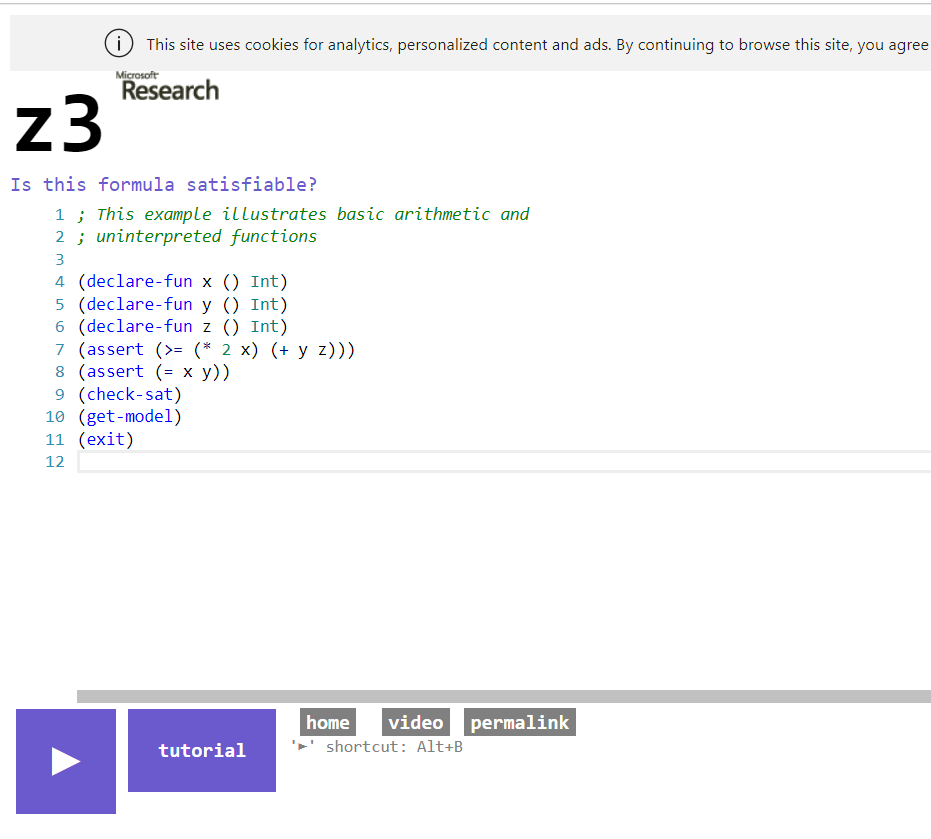 This site uses cookies for analytics, personalized content and ads. By continuing to browse this site, you agree
Microsoft
Research
z3
Is this formula satisfiable?
1 ; This example illustrates basic arithmetic and
2 ; uninterpreted functions
3
4 (declare-fun x () Int)
5 (declare-fun y () Int)
6 (declare-fun z () Int)
7 (assert (>= (* 2 x) (+ y z)))
8 (assert (= x y))
9 (check-sat)
10 (get-model)
11 (exit)
12
home video permalink
tutorial
'►' shortcut: Alt+B